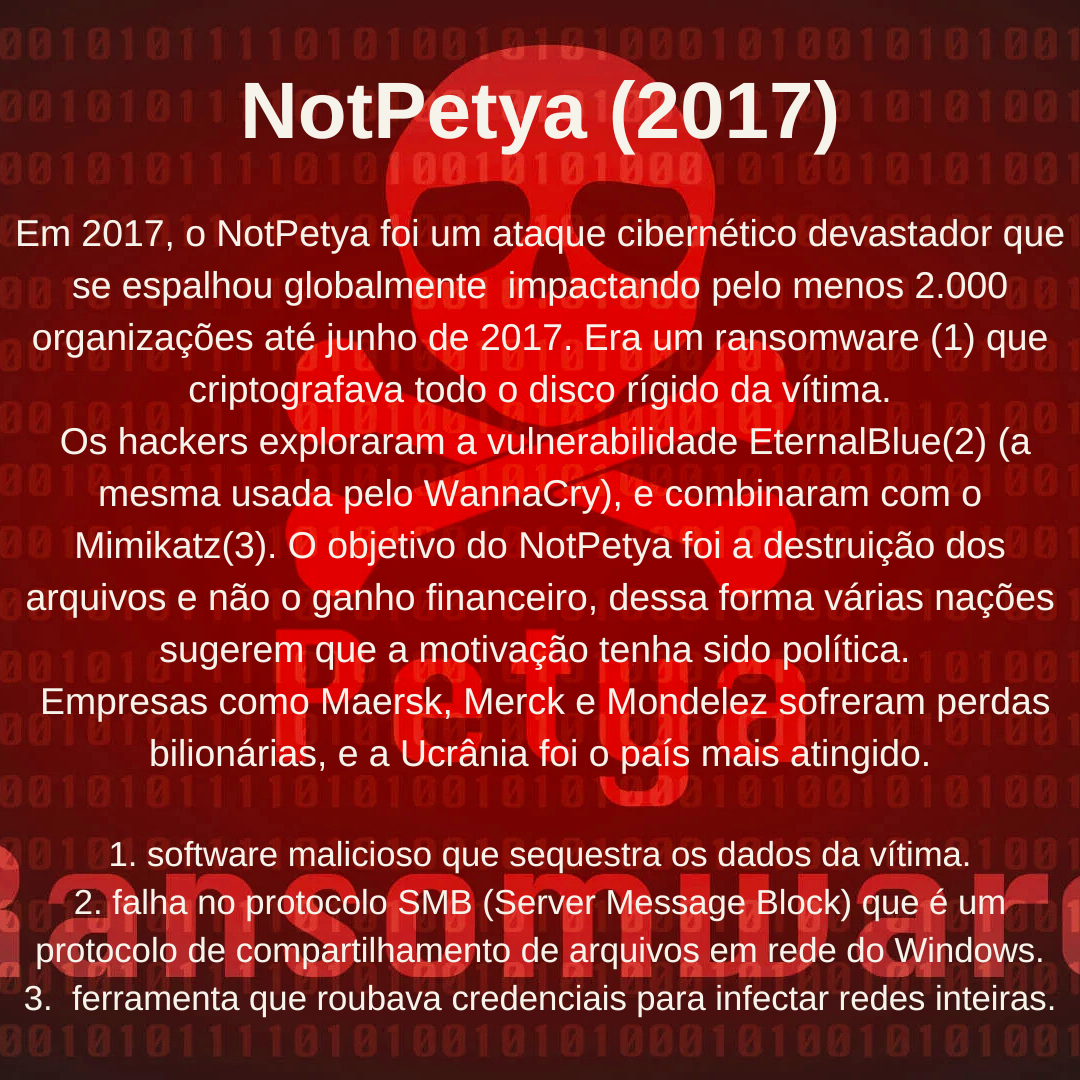 NotPetya (2017)
Em 2017, o NotPetya foi um ataque cibernético devastador que
se espalhou globalmente  impactando pelo menos 2.000
organizações até junho de 2017. Era um ransomware (1) que
criptografava todo o disco rígido da vítima.
Os hackers exploraram a vulnerabilidade EternalBlue(2) (a
mesma usada pelo WannaCry), e combinaram com o
Mimikatz(3). O objetivo do NotPetya foi a destruição dos
arquivos e não o ganho financeiro, dessa forma várias nações
sugerem que a motivação tenha sido política.
Petya
Empresas como Maersk, Merck e Mondelez sofreram perdas
bilionárias, e a Ucrânia foi o país mais atingido.
1. software malicioso que sequestra os dados da vítima.
Ransomware
2. falha no protocolo SMB (Server Message Block) que é um
protocolo de compartilhamento de arquivos em rede do Windows.
3.  ferramenta que roubava credenciais para infectar redes inteiras.